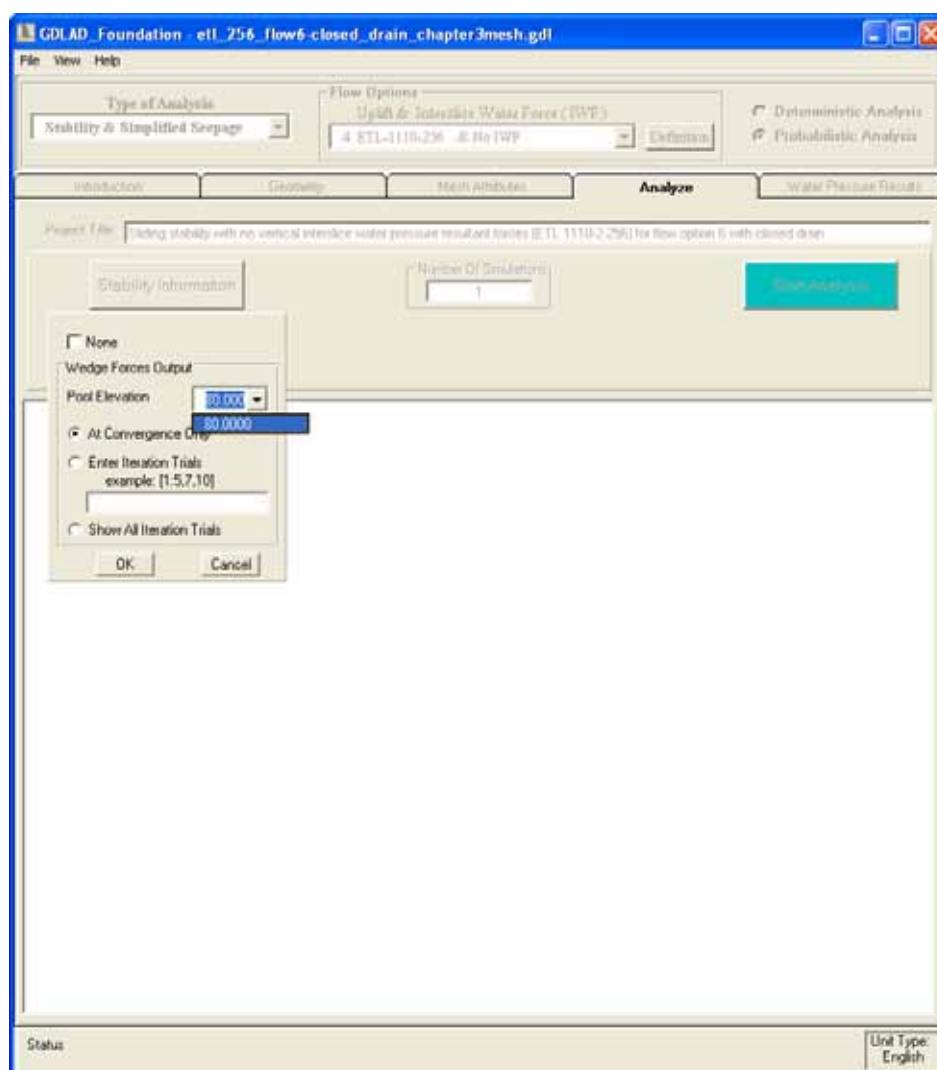 GDLAD_Foundation - etl_256_flow6-closed_drain_chapter3mesh.gdl
File View Help
Type of Analysis
Stability & Simplified Seepage
Flow Options
Uplift & Interslice Water Force ( IWF )
4 ETL-1110-256 & No IWF
Definition
Deterministic Analysis
Probabilistic Analysis
Introduction
Geometry
Mesh Attributes
Analyze
Water Pressure Results
Project Title:
Sliding stability with no vertical interslice water pressure resultant forces (ETL 1110-2-256) for flow option 6 with closed drain
Stability Information
Number Of Simulations
1
Start Analysis
None
Wedge Forces Output
Pool Elevation
80.000
80.0000
At Convergence Only
Enter Iteration Trials
example: [1:5,7,10]
Show All Iteration Trials
OK
Cancel
Status
Unit Type:
English